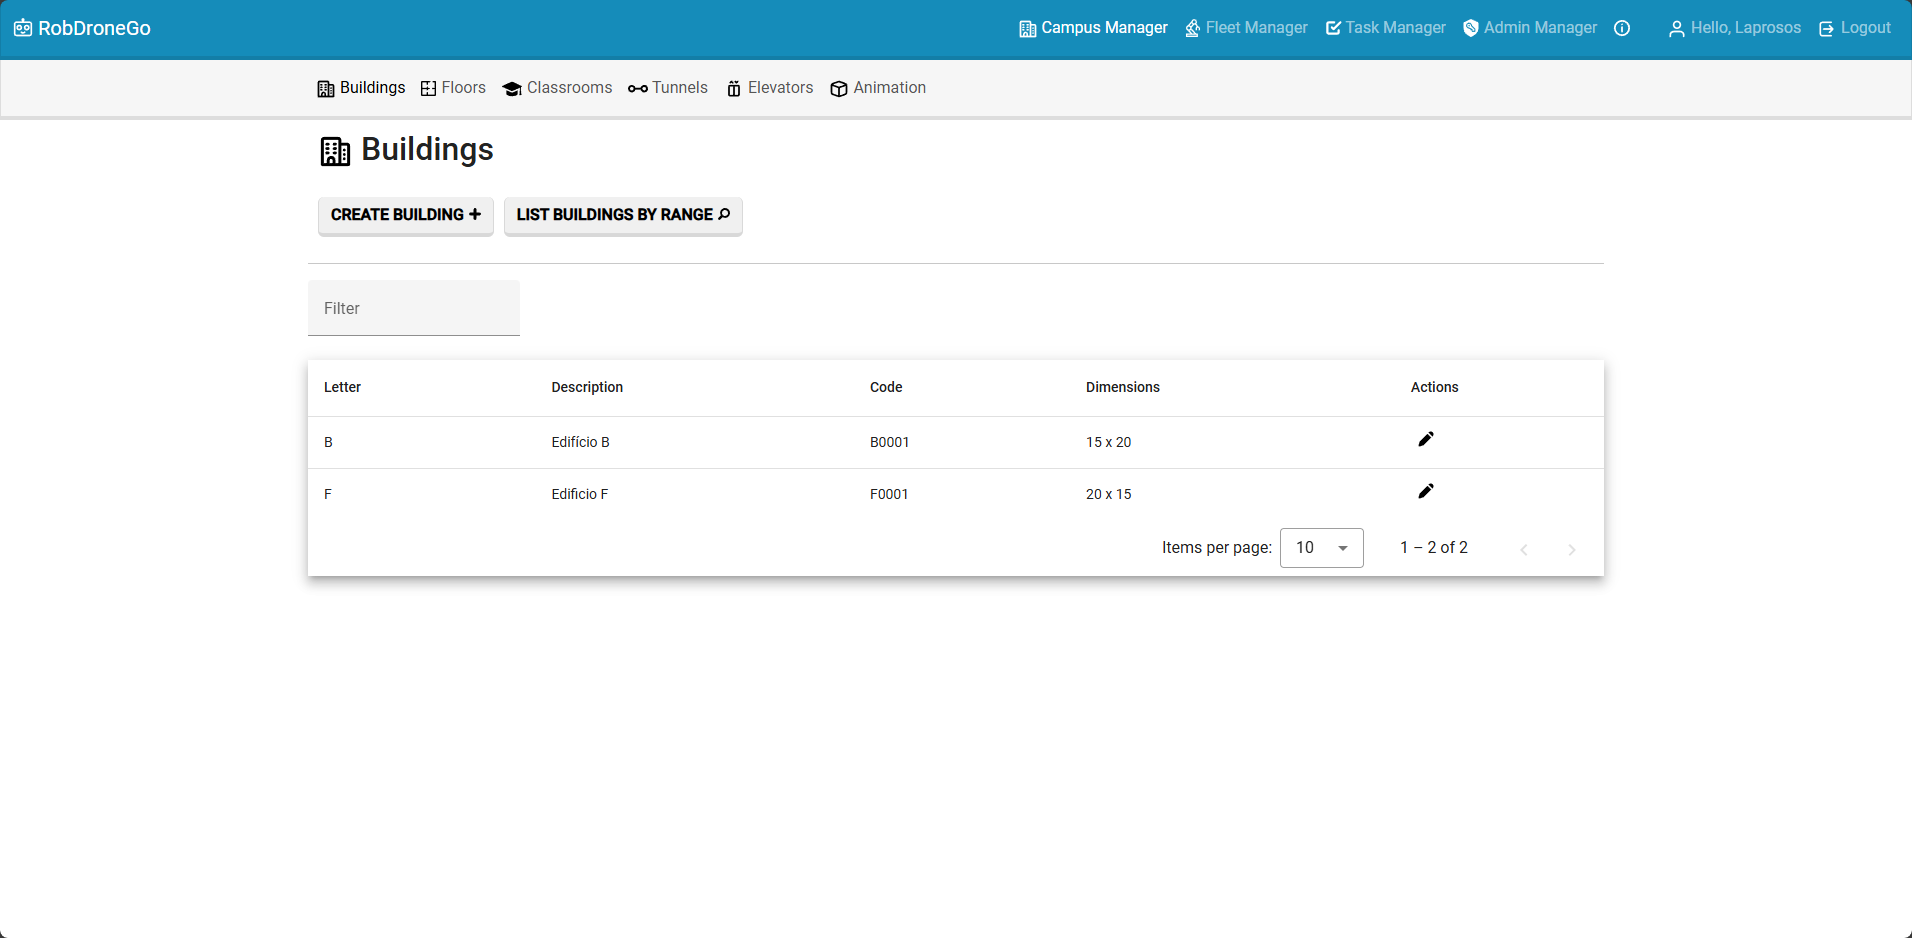 RobDroneGo Campus Manager Fleet Manager Task Manager Admin Manager Hello, Laprosos Logout
Buildings Floors Classrooms Tunnels Elevators Animation
Buildings
CREATE BUILDING LIST BUILDINGS BY RANGE
Filter
Letter Description Code Dimensions Actions
B Edifício B B0001 15 x 20
F Edificio F F0001 20 x 15
Items per page: 10 1 – 2 of 2